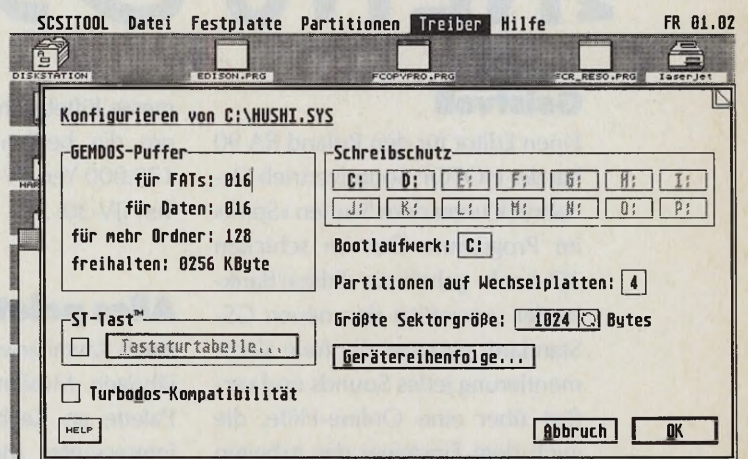 SCSITOOL Datei Festplatte Partitionen Treiber Hilfe FR 01.02
DISKSTATION EDISON.PRG FCOPYPRO.PRG SCR_RESO.PRG laserjet
Konfigurieren von C:\HUSHI.SYS
GEMDOS-Puffer
für FATs: 016
für Daten: 016
für mehr Ordner: 128
freihalten: 0256 KByte
Schreibschutz
C: D: E: F: G: H: I:
J: K: L: M: N: O: P:
Bootlaufwerk: C:
Partitionen auf Wechselplatten: 4
Größte Sektorgröße: 1024 Bytes
Gerätereihenfolge...
ST-Tast™
Tastaturtabelle...
Turbodos-Kompatibilität
HELP
Abbruch OK